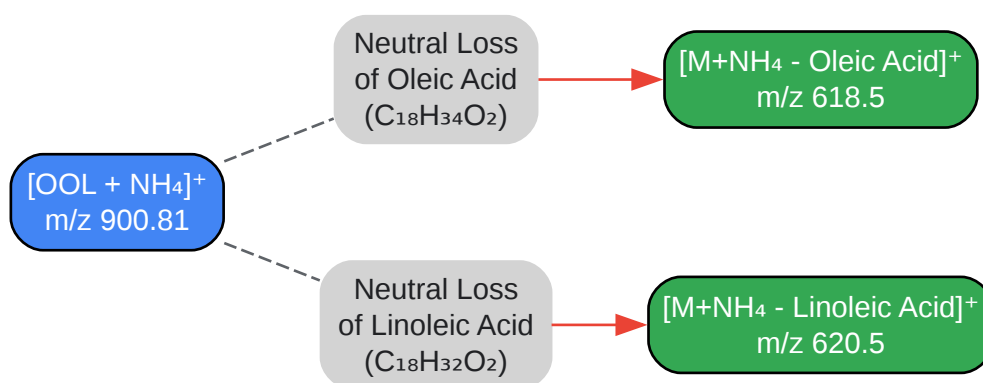 Neutral Loss
of Oleic Acid
(C₁₈H₃₄O₂)
[M+NH₄ - Oleic Acid]⁺
m/z 618.5
[OOL + NH₄]⁺
m/z 900.81
Neutral Loss
of Linoleic Acid
(C₁₈H₃₂O₂)
[M+NH₄ - Linoleic Acid]⁺
m/z 620.5